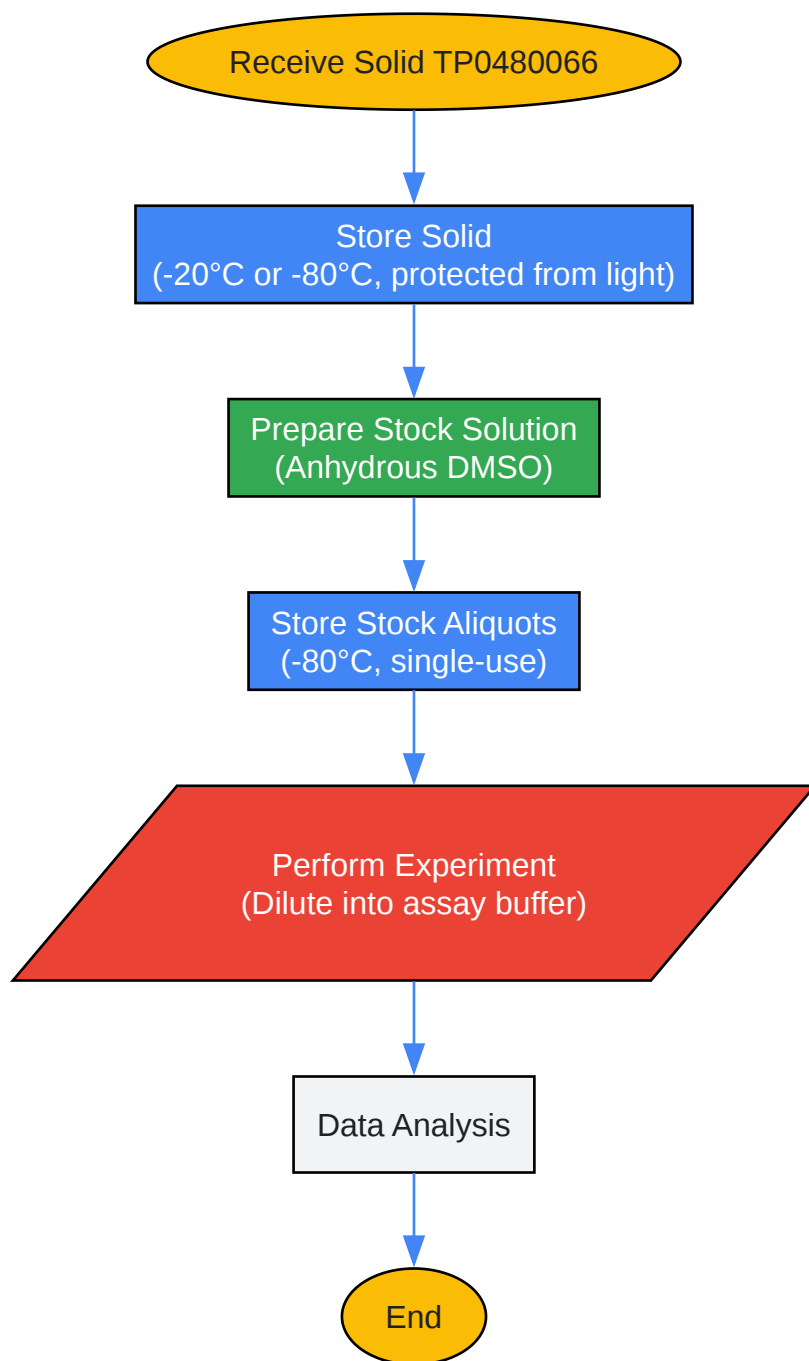 Receive Solid TP0480066
Store Solid
(-20°C or -80°C, protected from light)
Prepare Stock Solution
(Anhydrous DMSO)
Store Stock Aliquots
(-80°C, single-use)
Perform Experiment
(Dilute into assay buffer)
Data Analysis
End